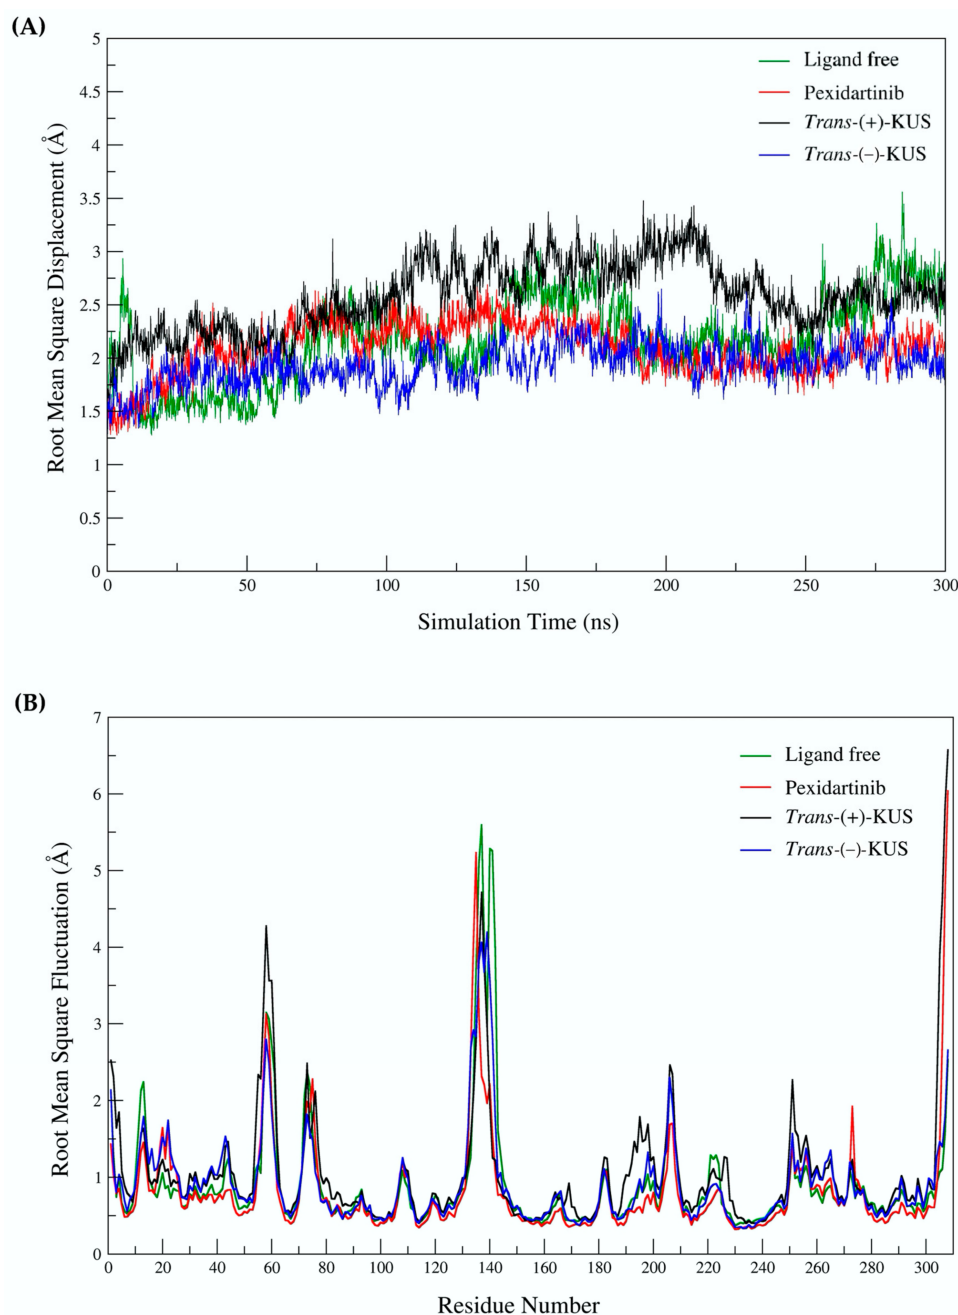 (A)
5
4.5
4
3.5
3
2.5
2
1.5
1
0.5
0
Root Mean Square Displacement (Å)
Ligand free
Pexidartinib
Trans-(+)-KUS
Trans-(−)-KUS
0 50 100 150 200 250 300
Simulation Time (ns)
(B)
7
6
5
4
3
2
1
0
Root Mean Square Fluctuation (Å)
Ligand free
Pexidartinib
Trans-(+)-KUS
Trans-(−)-KUS
0 20 40 60 80 100 120 140 160 180 200 220 240 260 280 300
Residue Number